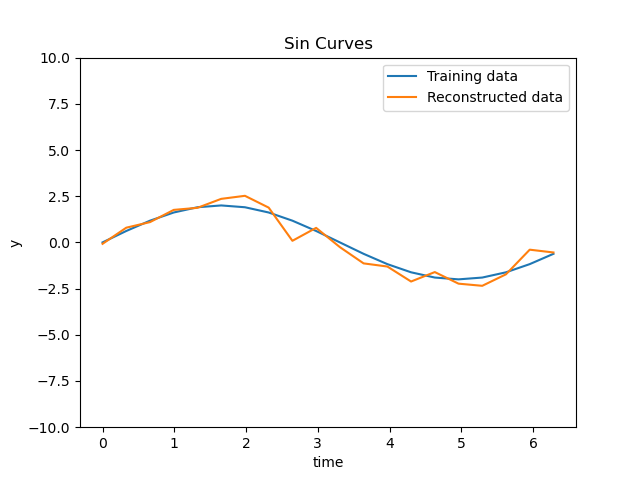 Sin Curves
10.0
7.5
5.0
2.5
0.0
−2.5
−5.0
−7.5
−10.0
y
Training data
Reconstructed data
0 1 2 3 4 5 6
time